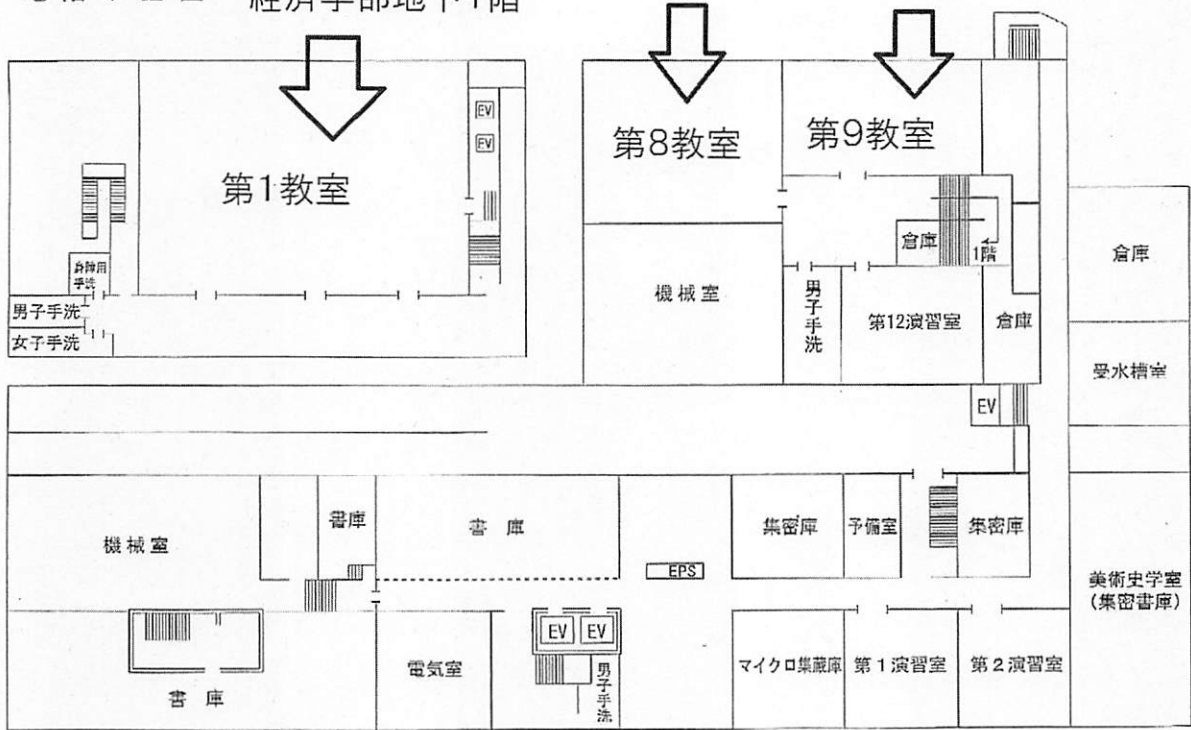 経済学部地下1階
第1教室
EV
EV
第8教室
第9教室
倉庫
1階
倉庫
身障用
手洗
男子手洗
女子手洗
機械室
男子手洗
第12演習室
倉庫
受水槽室
EV
機械室
書庫
書庫
集密庫
予備室
集密庫
EPS
美術史学室
(集密書庫)
書庫
電気室
EV
EV
男子手洗
マイクロ集蔵庫
第1演習室
第2演習室